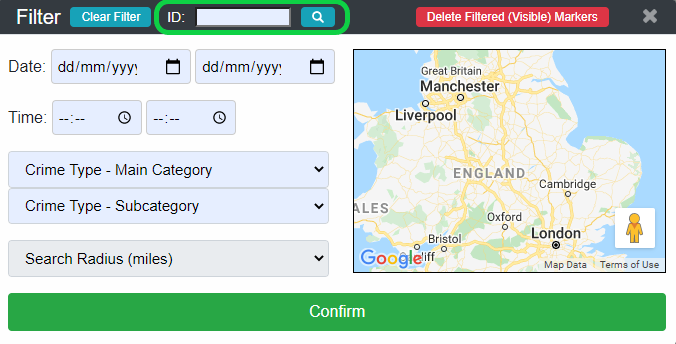 Filter Clear Filter ID: Delete Filtered (Visible) Markers
Date: dd/mm/yyyy dd/mm/yyyy
Time: --:-- --:--
Crime Type - Main Category
Crime Type - Subcategory
Search Radius (miles)
Great Britain
Manchester
Liverpool
ENGLAND
Cambridge
ALES
Oxford
London
Bristol
diff
Google
Map Data Terms of Use
Confirm